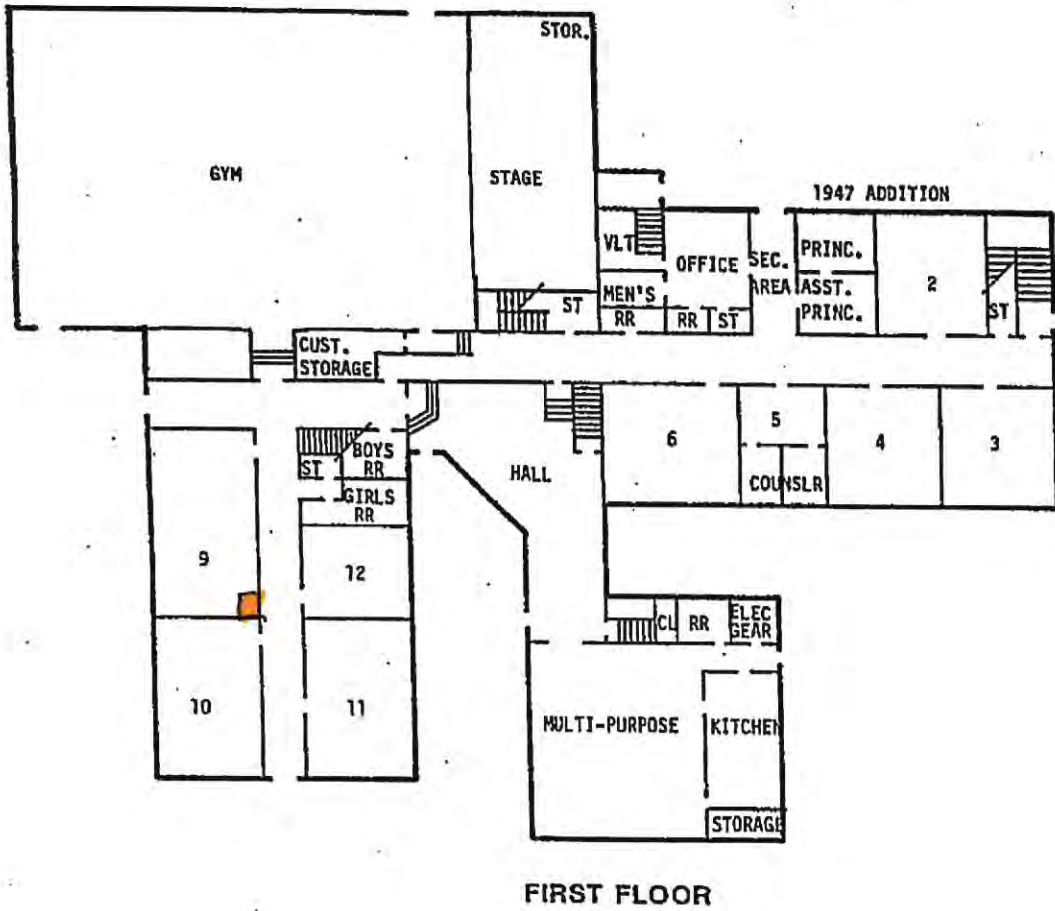 STOR.
GYM
STAGE
1947 ADDITION
VLT
OFFICE
SEC.
AREA
PRINC.
ASST.
PRINC.
2
ST
MEN'S
RR
RR
ST
ST
CUST.
STORAGE
6
5
COUNSLR
4
3
HALL
ST
BOYS
RR
GIRLS
RR
9
12
10
11
CL
RR
ELEC
GEAR
MULTI-PURPOSE
KITCHEN
STORAGE
FIRST FLOOR